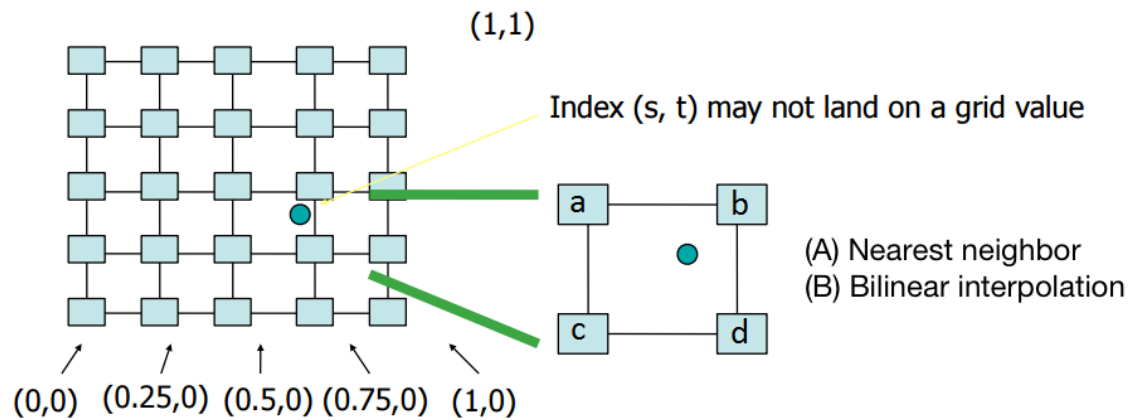 (1,1)
Index (s, t) may not land on a grid value
a
b
(A) Nearest neighbor
(B) Bilinear interpolation
c
d
(0,0)
(0.25,0)
(0.5,0)
(0.75,0)
(1,0)